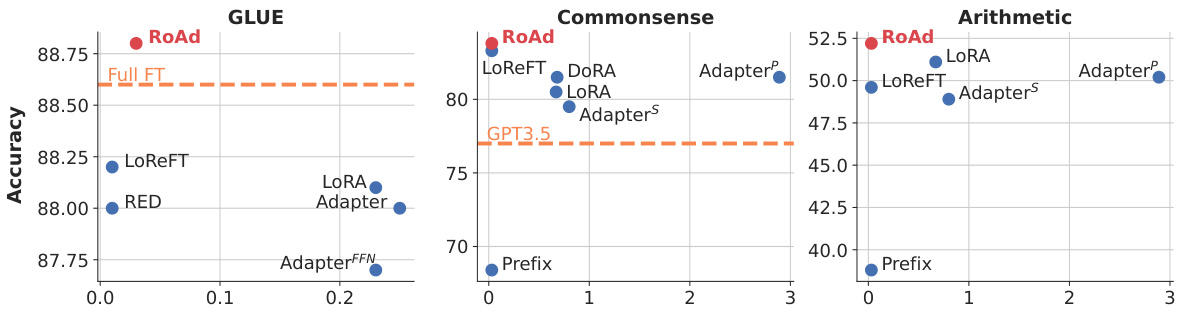 GLUE
Accuracy
88.75
88.50
88.25
88.00
87.75
RoAd
Full FT
LoReFT
RED
LoRA
Adapter
Adapter^FFN
0.0 0.1 0.2
Commonsense
80
75
70
RoAd
LoReFT
DoRA
LoRA
Adapter^S
Adapter^P
GPT3.5
Prefix
0 1 2 3
Arithmetic
52.5
50.0
47.5
45.0
42.5
40.0
RoAd
LoRA
LoReFT
Adapter^S
Adapter^P
Prefix
0 1 2 3